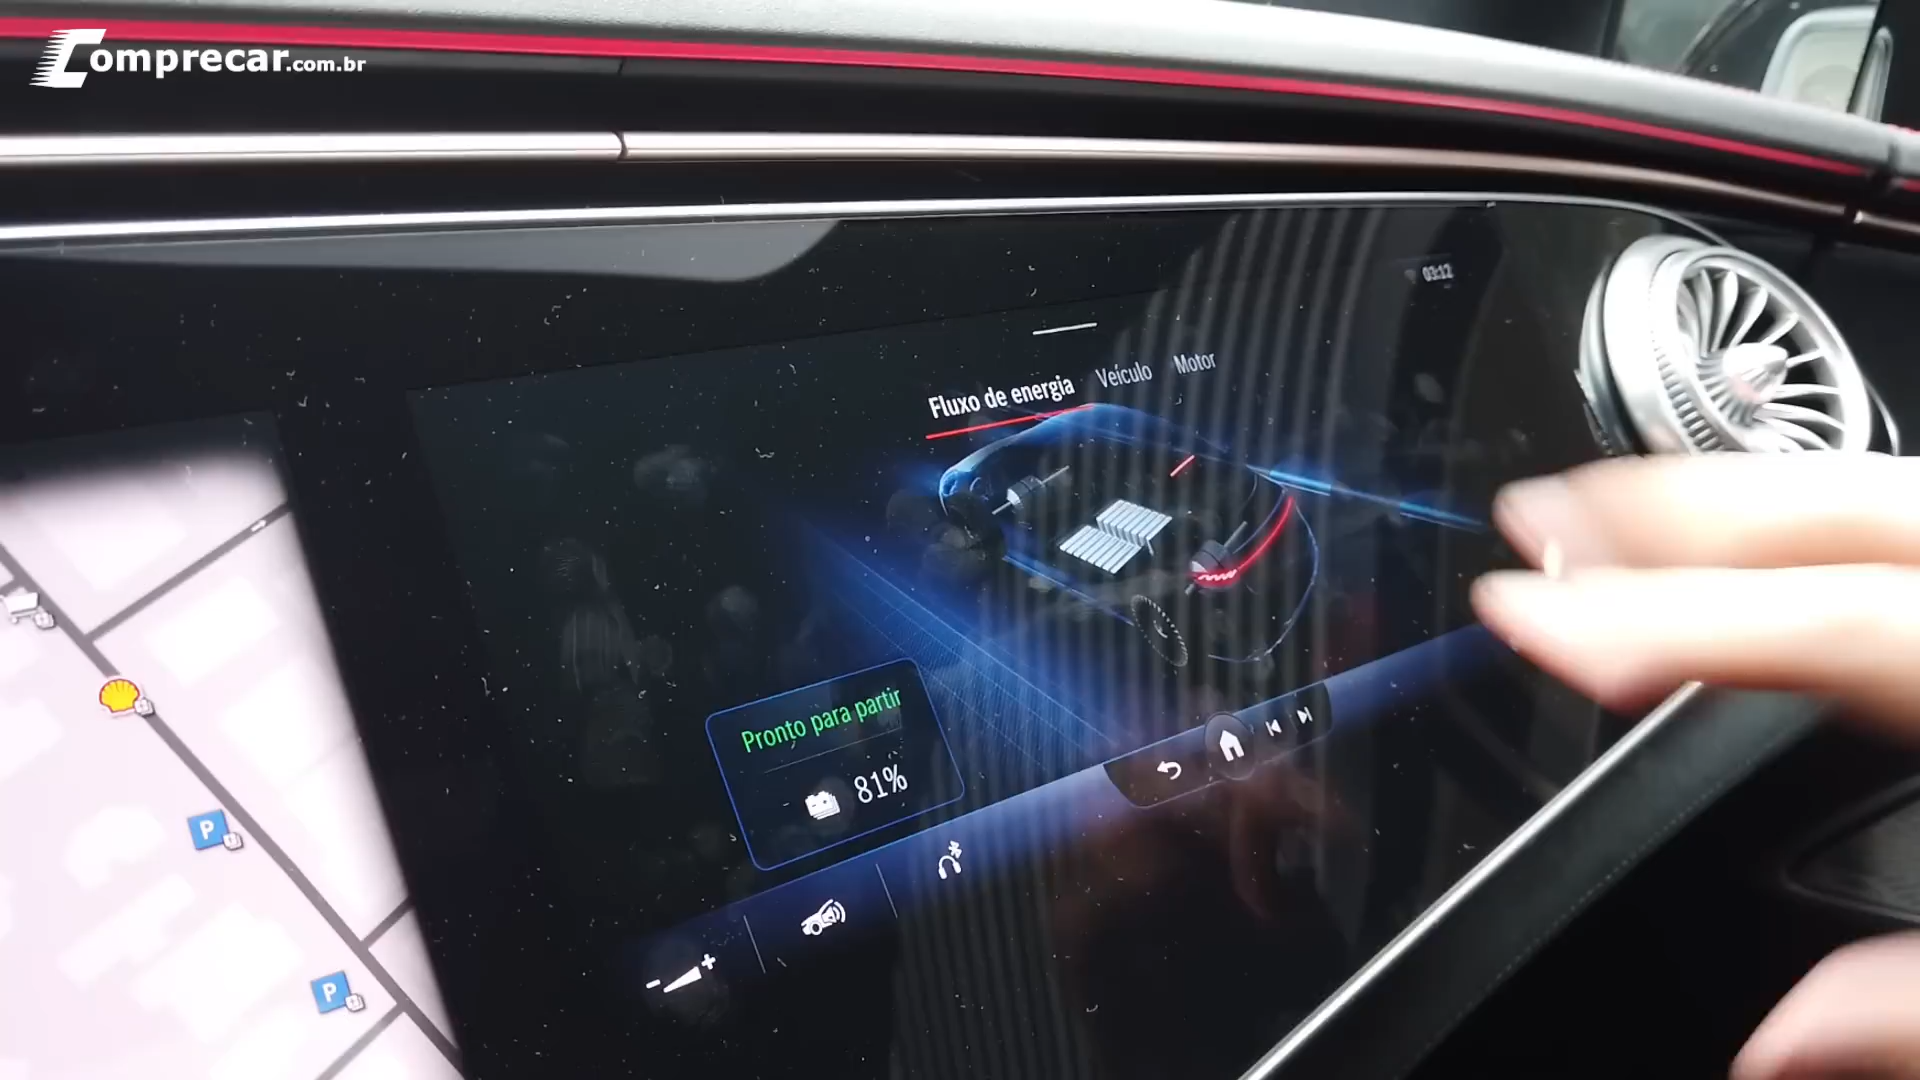 Comprecar.com.br
03:12
Fluxo de energia Veículo Motor
Pronto para partir
81%
P
P